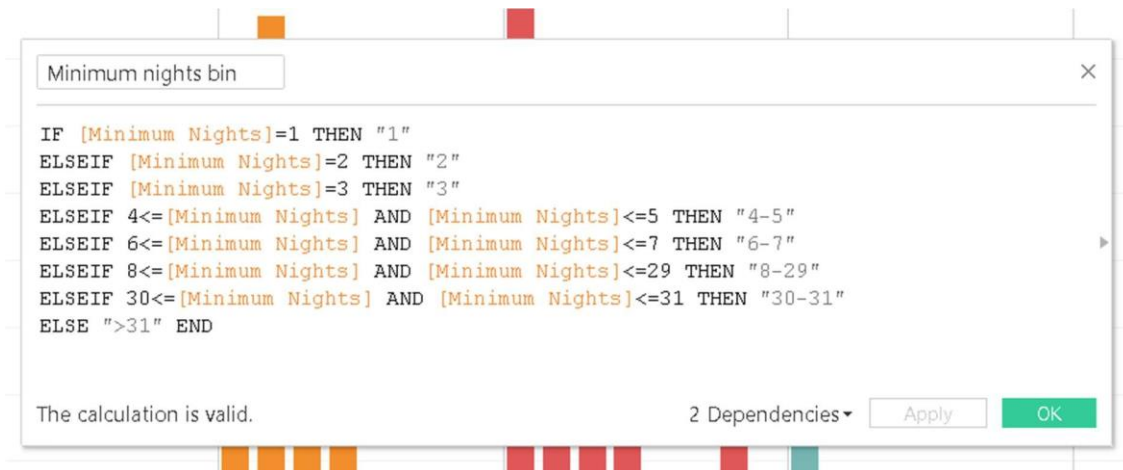 Minimum nights bin
IF [Minimum Nights]=1 THEN "1"
ELSEIF [Minimum Nights]=2 THEN "2"
ELSEIF [Minimum Nights]=3 THEN "3"
ELSEIF 4<=[Minimum Nights] AND [Minimum Nights]<=5 THEN "4-5"
ELSEIF 6<=[Minimum Nights] AND [Minimum Nights]<=7 THEN "6-7"
ELSEIF 8<=[Minimum Nights] AND [Minimum Nights]<=29 THEN "8-29"
ELSEIF 30<=[Minimum Nights] AND [Minimum Nights]<=31 THEN "30-31"
ELSE ">31" END
The calculation is valid. 2 Dependencies Apply OK